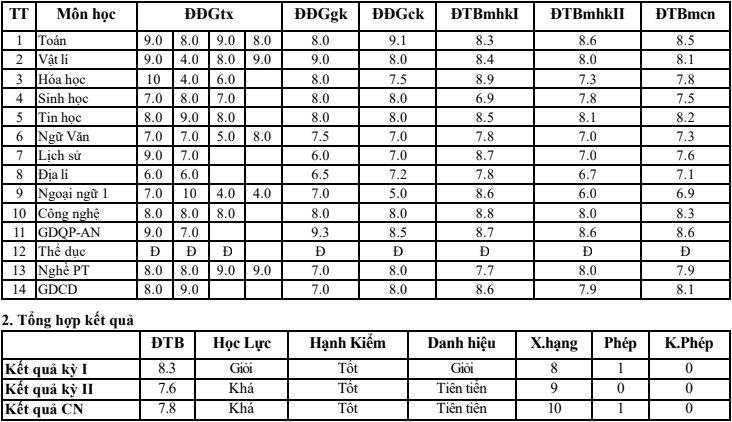 TT Môn học ĐĐGtx ĐĐGgk ĐĐGck ĐTBmhkI ĐTBmhkII ĐTBmcn
1 Toán 9.0 8.0 9.0 8.0 8.0 9.1 8.3 8.6 8.5
2 Vật lí 9.0 4.0 8.0 9.0 9.0 8.0 8.4 8.0 8.1
3 Hóa học 10 4.0 6.0 8.0 7.5 8.9 7.3 7.8
4 Sinh học 7.0 8.0 7.0 8.0 8.0 6.9 7.8 7.5
5 Tin học 8.0 9.0 8.0 8.0 8.0 8.5 8.1 8.2
6 Ngữ Văn 7.0 7.0 5.0 8.0 7.5 7.0 7.8 7.0 7.3
7 Lịch sử 9.0 7.0 6.0 7.0 8.7 7.0 7.6
8 Địa lí 6.0 6.0 6.5 7.2 7.8 6.7 7.1
9 Ngoại ngữ 1 7.0 10 4.0 4.0 7.0 5.0 8.6 6.0 6.9
10 Công nghệ 8.0 8.0 8.0 8.0 8.0 8.8 8.0 8.3
11 GDQP-AN 9.0 7.0 9.3 8.5 8.7 8.6 8.6
12 Thể dục Đ Đ Đ Đ Đ Đ Đ Đ
13 Nghề PT 8.0 8.0 9.0 9.0 7.0 8.0 7.7 8.0 7.9
14 GDCD 8.0 9.0 7.0 8.0 8.6 7.9 8.1
2. Tổng hợp kết quả
ĐTB Học Lực Hạnh Kiểm Danh hiệu X.hạng Phép K.Phép
Kết quả kỳ I 8.3 Giỏi Tốt Giỏi 8 1 0
Kết quả kỳ II 7.6 Khá Tốt Tiên tiến 9 0 0
Kết quả CN 7.8 Khá Tốt Tiên tiến 10 1 0